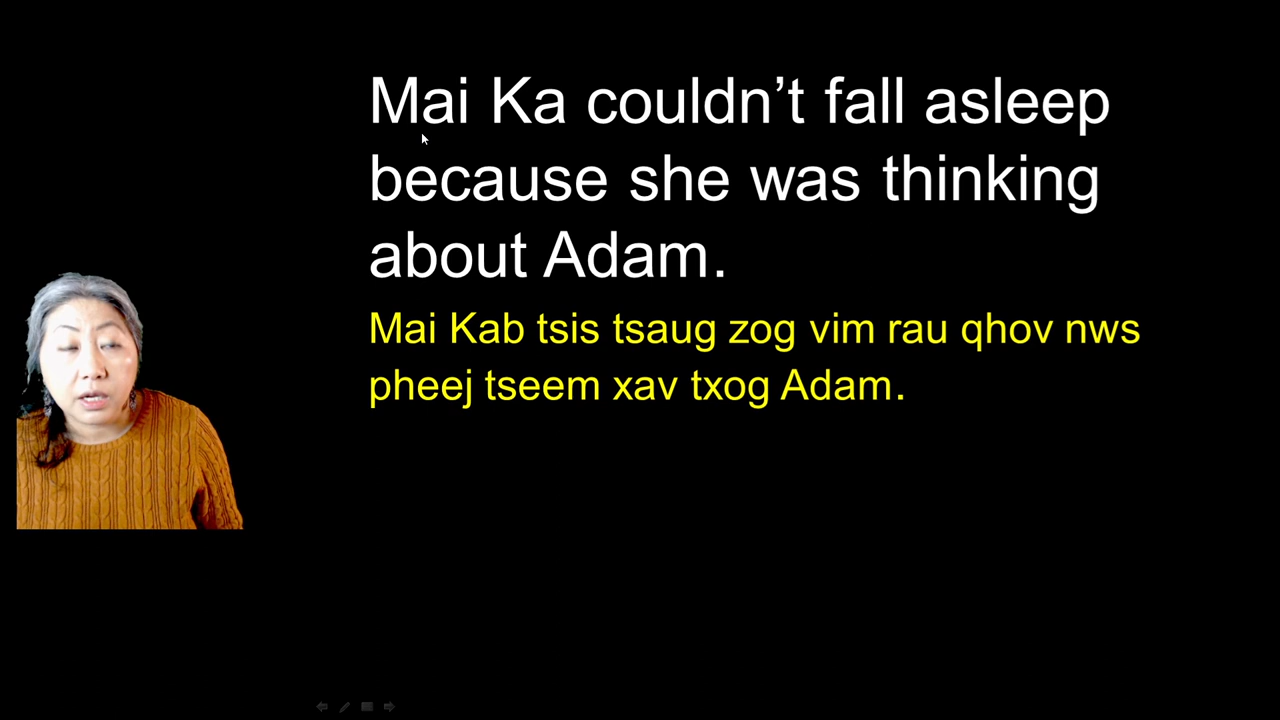 Mai Ka couldn’t fall asleep
because she was thinking
about Adam.
Mai Kab tsis tsaug zog vim rau qhov nws
pheej tseem xav txog Adam.